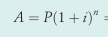 A = P(1 + i)ⁿ =